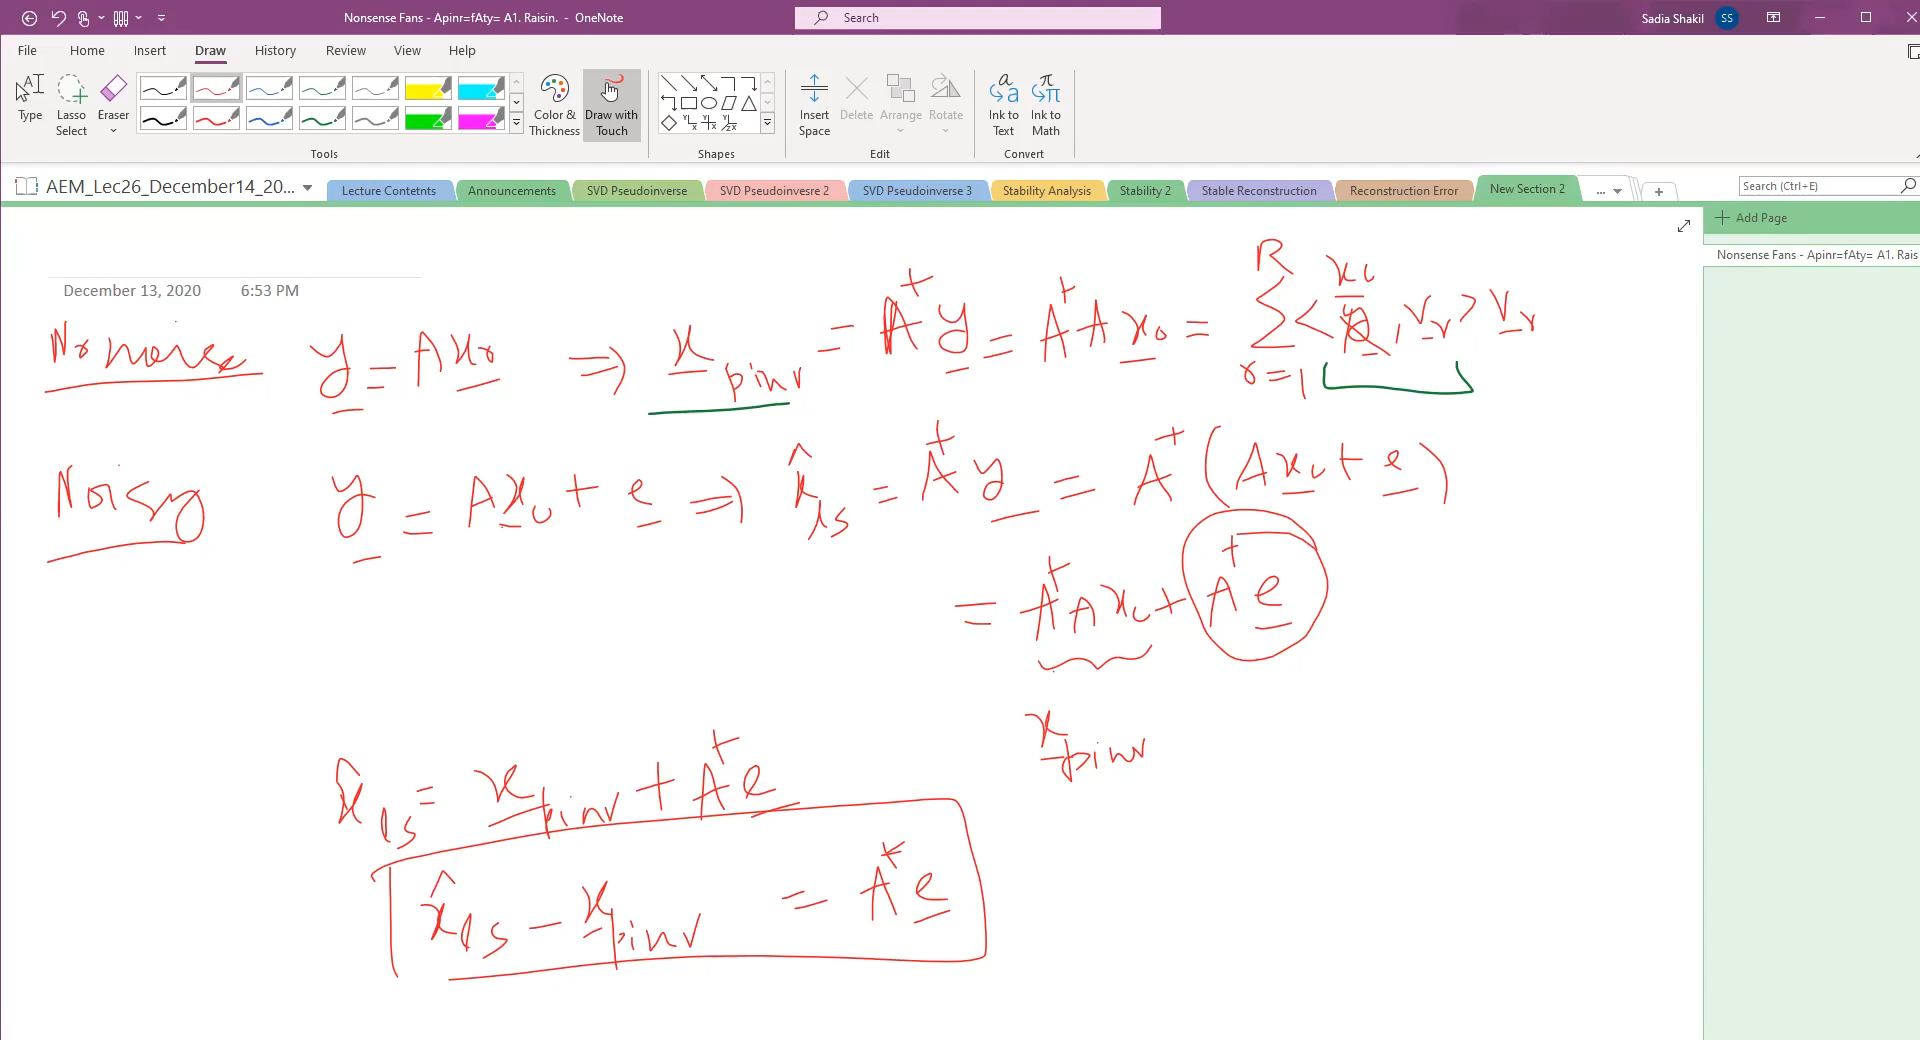 Nonsense Fans - Apinr=fAty= A1. Raisin. - OneNote
Search
Sadia Shakil SS
File Home Insert Draw History Review View Help
Type
Lasso Select
Eraser
Color & Thickness
Draw with Touch
Insert Space
Delete
Arrange
Rotate
Ink to Text
Ink to Math
Tools Shapes Edit Convert
AEM_Lec26_December14_20...
Lecture Contetnts Announcements SVD Pseudoinverse SVD Pseudoinvesre 2 SVD Pseudoinverse 3 Stability Analysis Stability 2 Stable Reconstruction Reconstruction Error New Section 2 ...
Search (Ctrl+E)
Add Page
Nonsense Fans - Apinr=fAty= A1. Rais
December 13, 2020 6:53 PM
No noise y = Ax₀ ⇒ x_pinv = A⁺y = A⁺Ax₀ = Σ_{r=1}^{R} <x₀, v_r> v_r
Noisy y = Ax₀ + e ⇒ x̂_ls = A⁺y = A⁺(Ax₀ + e)
= A⁺Ax₀ + A⁺e
x_pinv
x̂_ls = x_pinv + A⁺e
x̂_ls - x_pinv = A⁺e